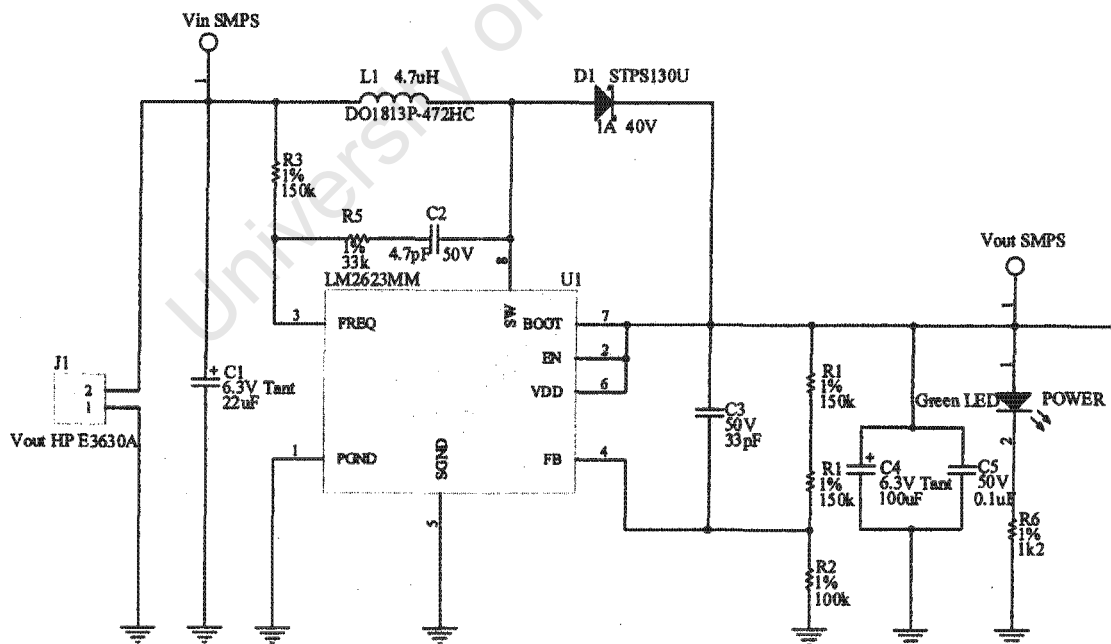 Vin SMPS
1
L1 4.7uH
DO1813P-472HC
D1 STPS130U
1A 40V
R3
1%
150k
R5
1%
33k
C2
4.7pF 50V
8
LM2623MM
U1
Vout SMPS
1
3
FREQ
SW
BOOT
7
EN
2
VDD
6
J1
2
1
Vout HP E3630A
C1
6.3V Tant
22uF
R1
1%
150k
1
Green LED
POWER
2
C3
50V
33pF
1
PGND
SGND
5
FB
4
R1
1%
150k
C4
6.3V Tant
100uF
C5
50V
0.1uF
R6
1%
1k2
R2
1%
100k
University o